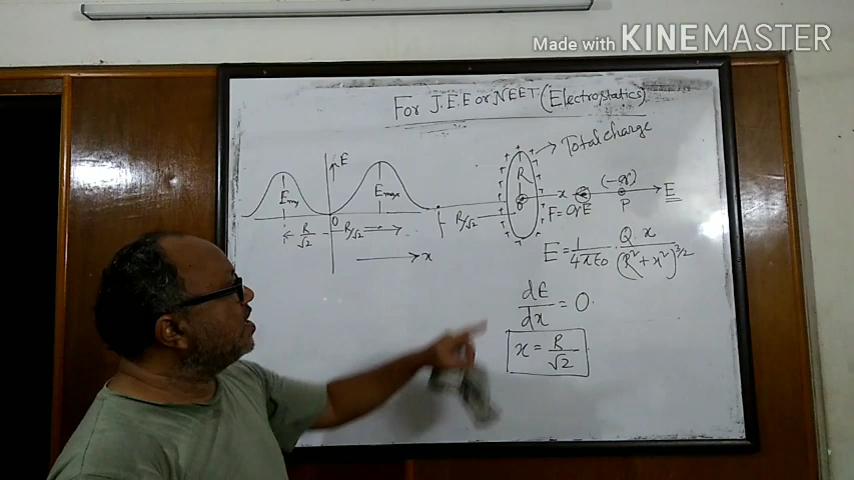 Made with KINEMASTER
For J.E.E or NEET (Electrostatics)
Total charge
E
Emax
Emax
R
0
R/√2
R/√2
x
R/√2
x
(-q)
E
F = qE
P
E = 1/4πε0 · Q x/(R² + x²)^3/2
dE/dx = 0.
x = R/√2